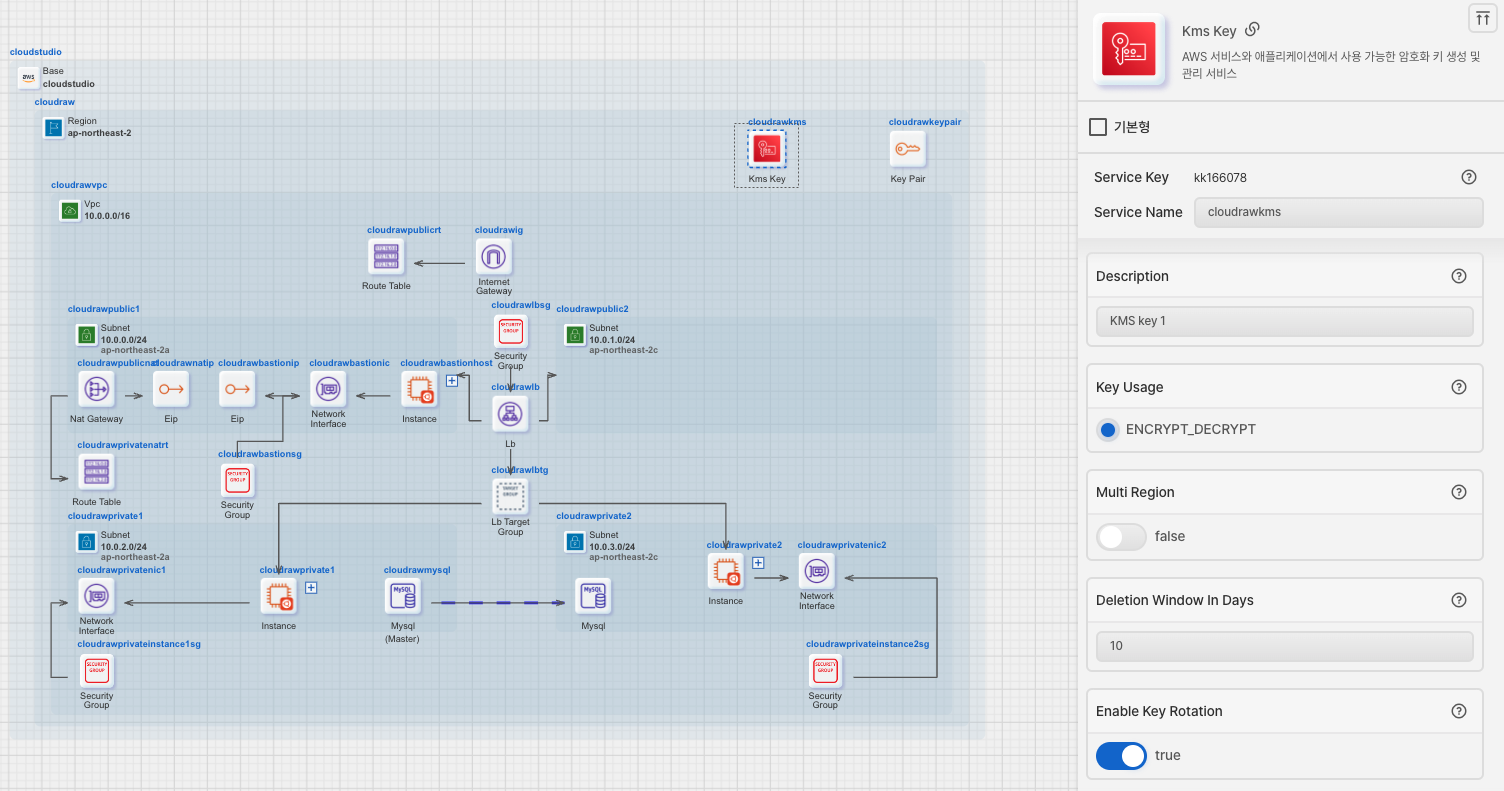 cloudstudio
aws
Base
cloudstudio
cloudraw
Region
ap-northeast-2
cloudrawkms
Kms Key
cloudrawkeypair
Key Pair
cloudrawvpc
Vpc
10.0.0.0/16
cloudrawpublicrt
Route Table
cloudrawig
Internet
Gateway
cloudrawpublic1
Subnet
10.0.0.0/24
ap-northeast-2a
cloudrawlbsg
SECURITY
GROUP
Security
Group
cloudrawpublic2
Subnet
10.0.1.0/24
ap-northeast-2c
cloudrawpublicnat
Nat Gateway
cloudrawnatip
Eip
cloudrawbastionip
Eip
cloudrawbastionic
Network
Interface
cloudrawbastionhost
Instance
cloudrawlb
Lb
cloudrawprivatenatrt
Route Table
cloudrawbastionsg
SECURITY
GROUP
Security
Group
cloudrawlbtg
TARGET
GROUP
Lb Target
Group
cloudrawprivate1
Subnet
10.0.2.0/24
ap-northeast-2a
cloudrawprivate2
Subnet
10.0.3.0/24
ap-northeast-2c
cloudrawprivatenic1
Network
Interface
cloudrawprivate1
Instance
cloudrawmysql
MySQL
Mysql
(Master)
MySQL
Mysql
cloudrawprivate2
Instance
cloudrawprivatenic2
Network
Interface
cloudrawprivateinstance1sg
SECURITY
GROUP
Security
Group
cloudrawprivateinstance2sg
SECURITY
GROUP
Security
Group
Kms Key
AWS 서비스와 애플리케이션에서 사용 가능한 암호화 키 생성 및
관리 서비스
기본형
Service Key kk166078
Service Name cloudrawkms
Description
KMS key 1
Key Usage
ENCRYPT_DECRYPT
Multi Region
false
Deletion Window In Days
10
Enable Key Rotation
true